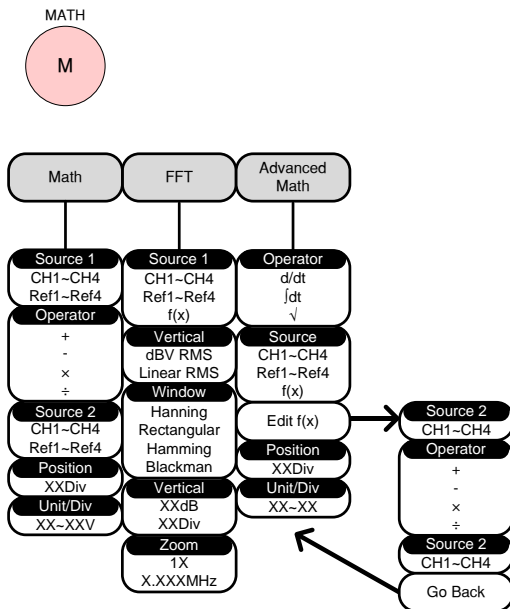 MATH
M
Math
FFT
Advanced
Math
Source 1
CH1~CH4
Ref1~Ref4
Operator
+
-
×
÷
Source 2
CH1~CH4
Ref1~Ref4
Position
XXDiv
Unit/Div
XX~XXV
Source 1
CH1~CH4
Ref1~Ref4
f(x)
Vertical
dBV RMS
Linear RMS
Window
Hanning
Rectangular
Hamming
Blackman
Vertical
XXdB
XXDiv
Zoom
1X
X.XXXMHz
Operator
d/dt
∫dt
√
Source
CH1~CH4
Ref1~Ref4
f(x)
Edit f(x)
Position
XXDiv
Unit/Div
XX~XX
Source 2
CH1~CH4
Operator
+
-
×
÷
Source 2
CH1~CH4
Go Back